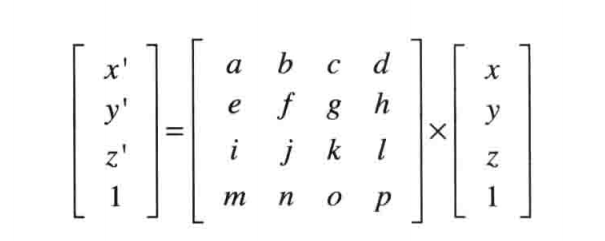 x' a b c d x
y' = e f g h × y
z' i j k l z
1 m n o p 1